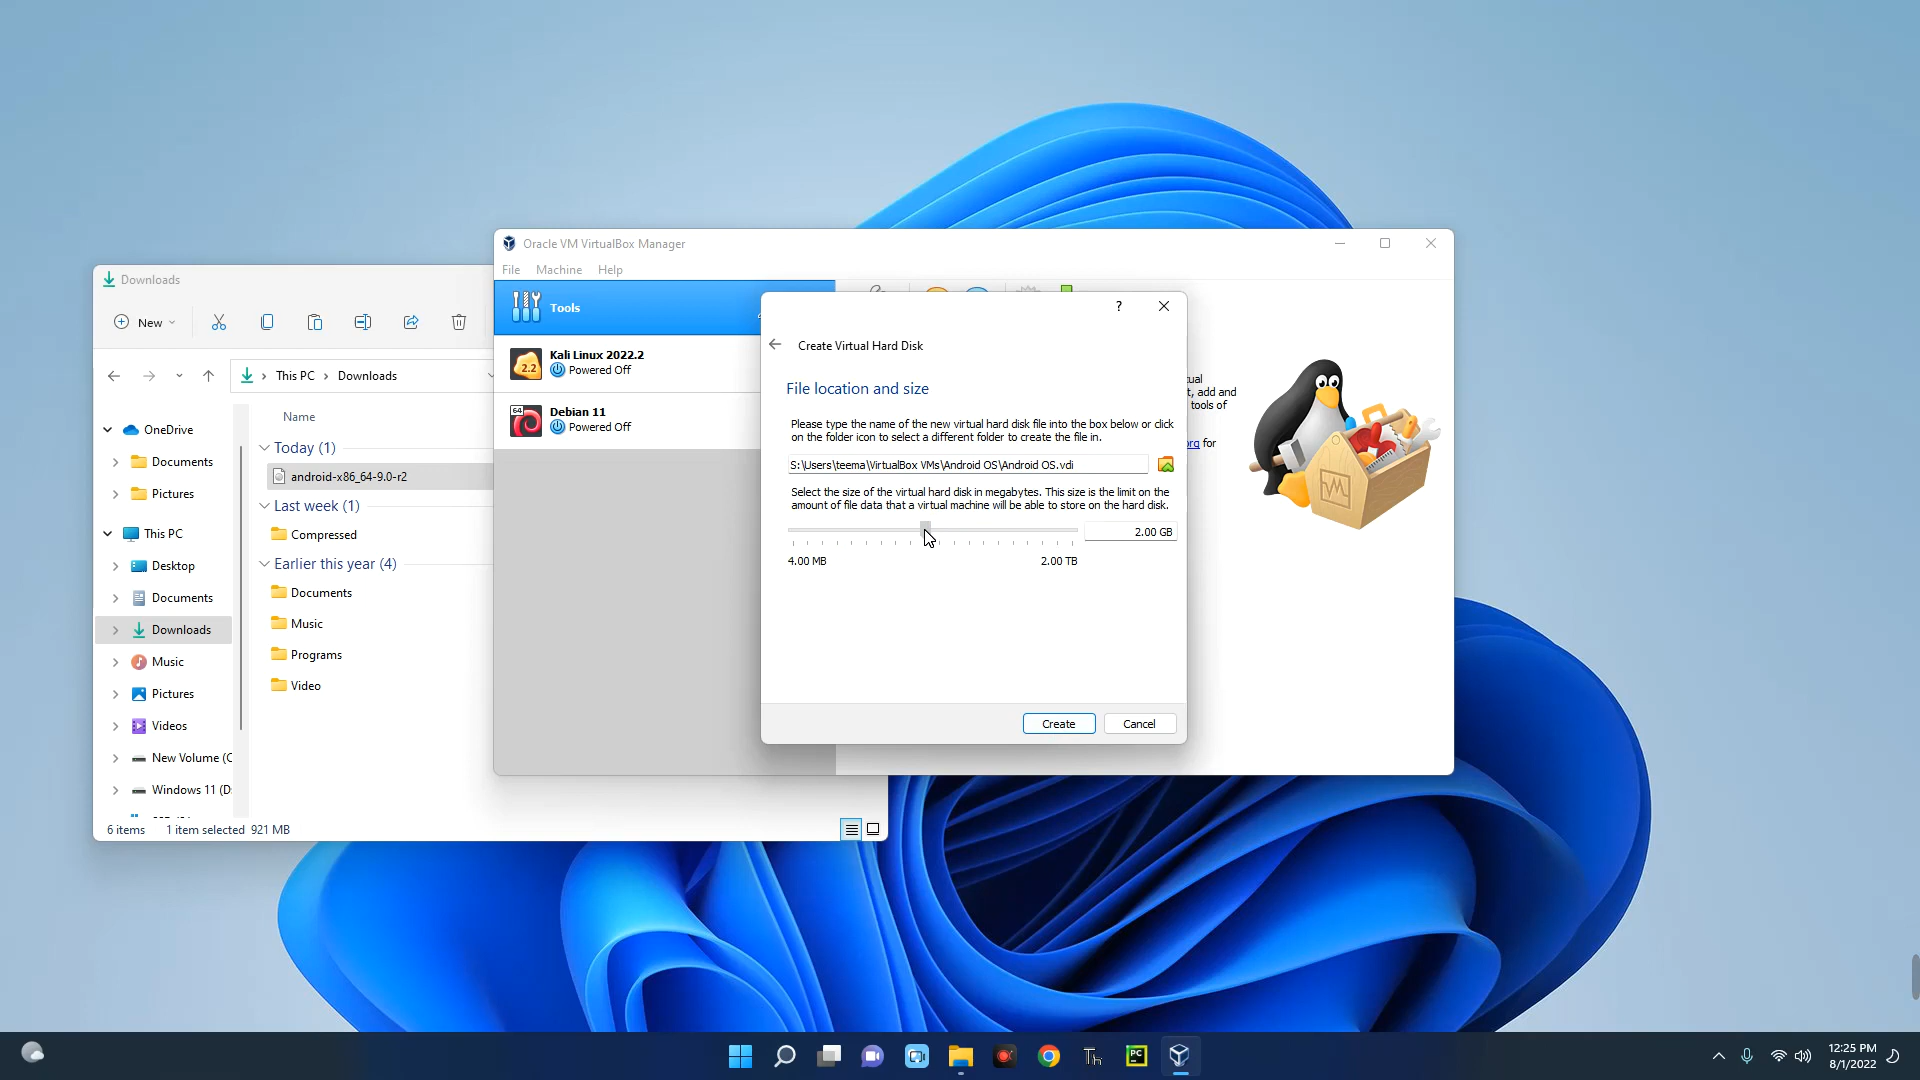 Downloads
New
This PC
Downloads
Name
OneDrive
Documents
Pictures
This PC
Desktop
Documents
Downloads
Music
Pictures
Videos
New Volume (C
Windows 11 (D:
Today (1)
android-x86_64-9.0-r2
Last week (1)
Compressed
Earlier this year (4)
Documents
Music
Programs
Video
6 items 1 item selected 921 MB
Oracle VM VirtualBox Manager
File Machine Help
Tools
2.2
Kali Linux 2022.2
Powered Off
64
Debian 11
Powered Off
tual
t, add and
tools of
org for
?
Create Virtual Hard Disk
File location and size
Please type the name of the new virtual hard disk file into the box below or click
on the folder icon to select a different folder to create the file in.
S:\Users\teema\VirtualBox VMs\Android OS\Android OS.vdi
Select the size of the virtual hard disk in megabytes. This size is the limit on the
amount of file data that a virtual machine will be able to store on the hard disk.
2.00 GB
4.00 MB
2.00 TB
Create
Cancel
Th
PC
12:25 PM
8/1/2022